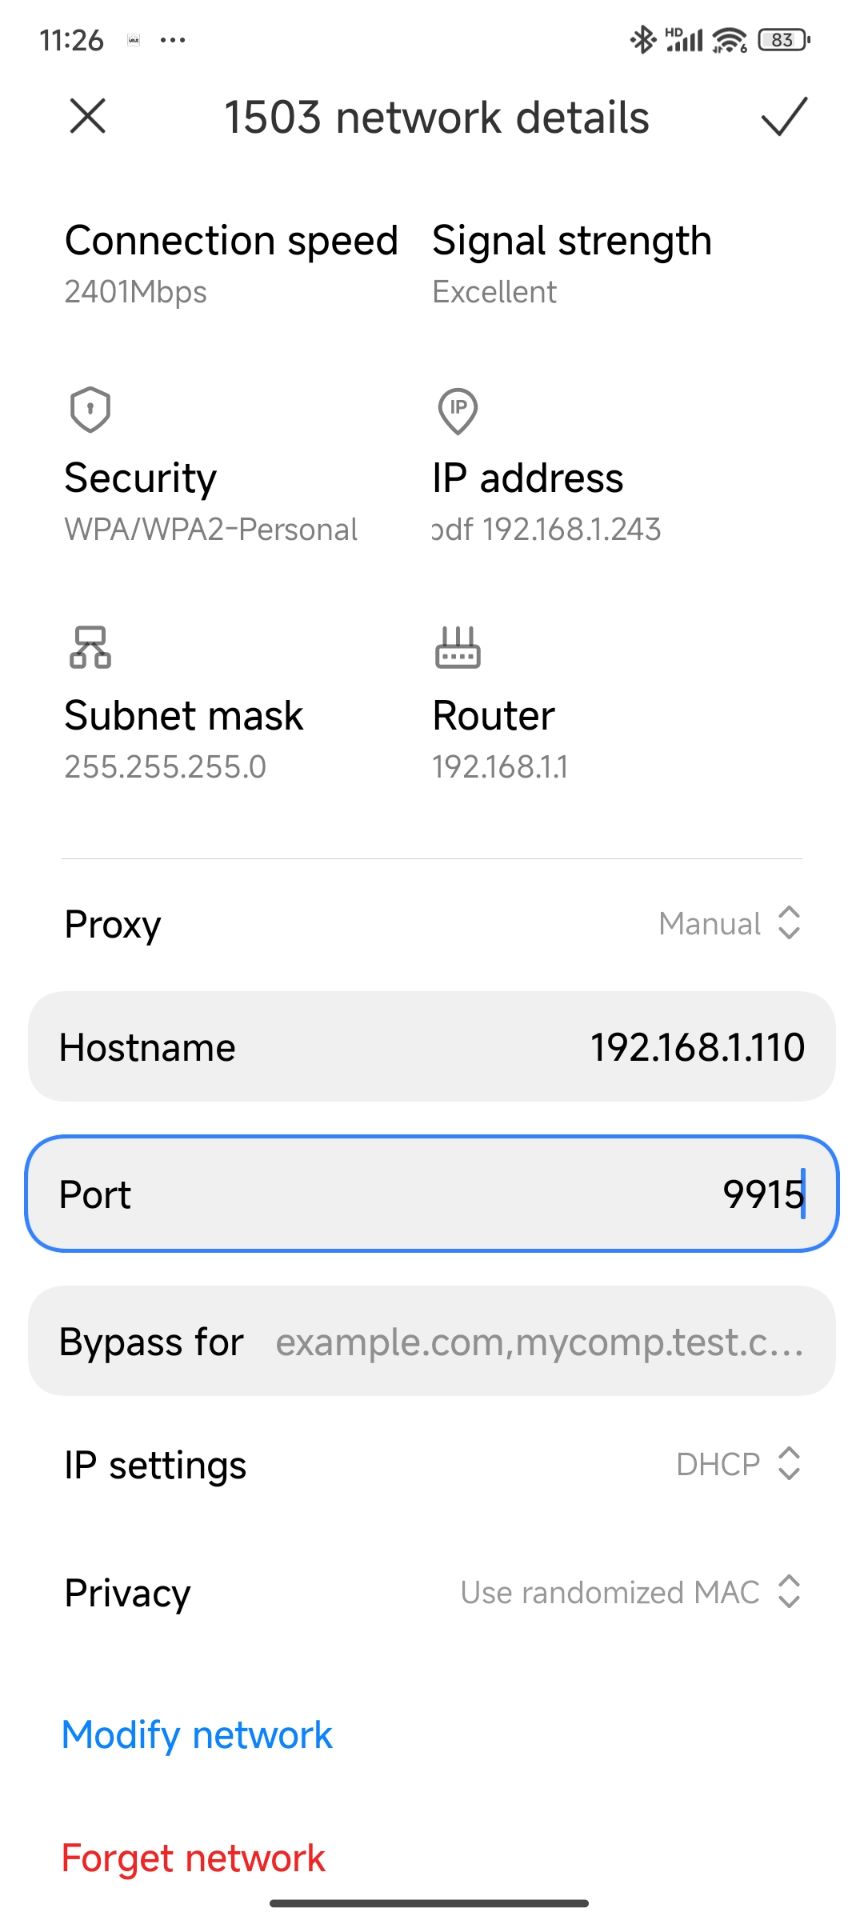 11:26 ... HD 6 83
1503 network details
Connection speed Signal strength
2401Mbps Excellent
IP
Security IP address
WPA/WPA2-Personal pdf 192.168.1.243
Subnet mask Router
255.255.255.0 192.168.1.1
Proxy Manual
Hostname 192.168.1.110
Port 9915
Bypass for example.com,mycomp.test.c...
IP settings DHCP
Privacy Use randomized MAC
Modify network
Forget network